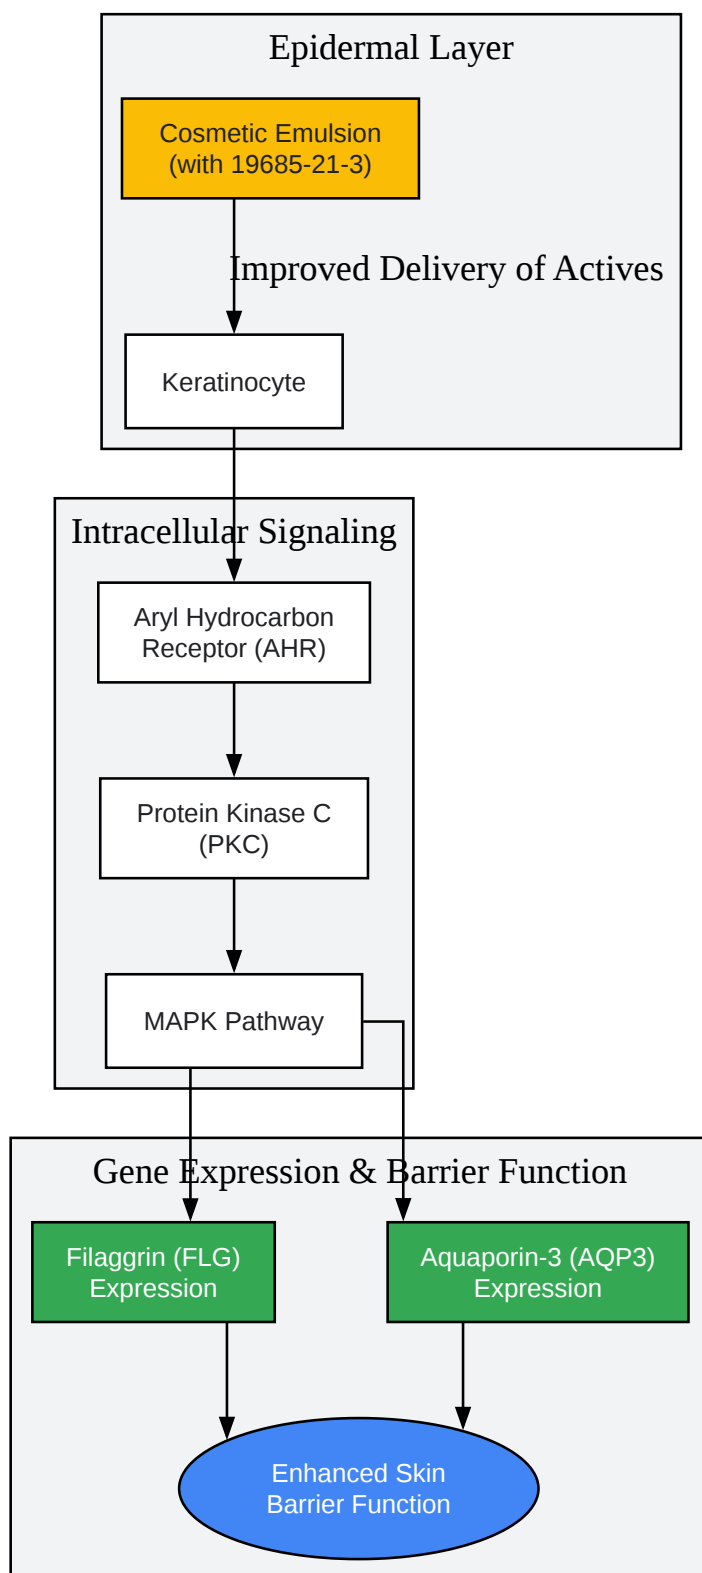 Epidermal Layer
Cosmetic Emulsion
(with 19685-21-3)
Improved Delivery of Actives
Keratinocyte
Intracellular Signaling
Aryl Hydrocarbon
Receptor (AHR)
Protein Kinase C
(PKC)
MAPK Pathway
Gene Expression & Barrier Function
Filaggrin (FLG)
Expression
Aquaporin-3 (AQP3)
Expression
Enhanced Skin
Barrier Function